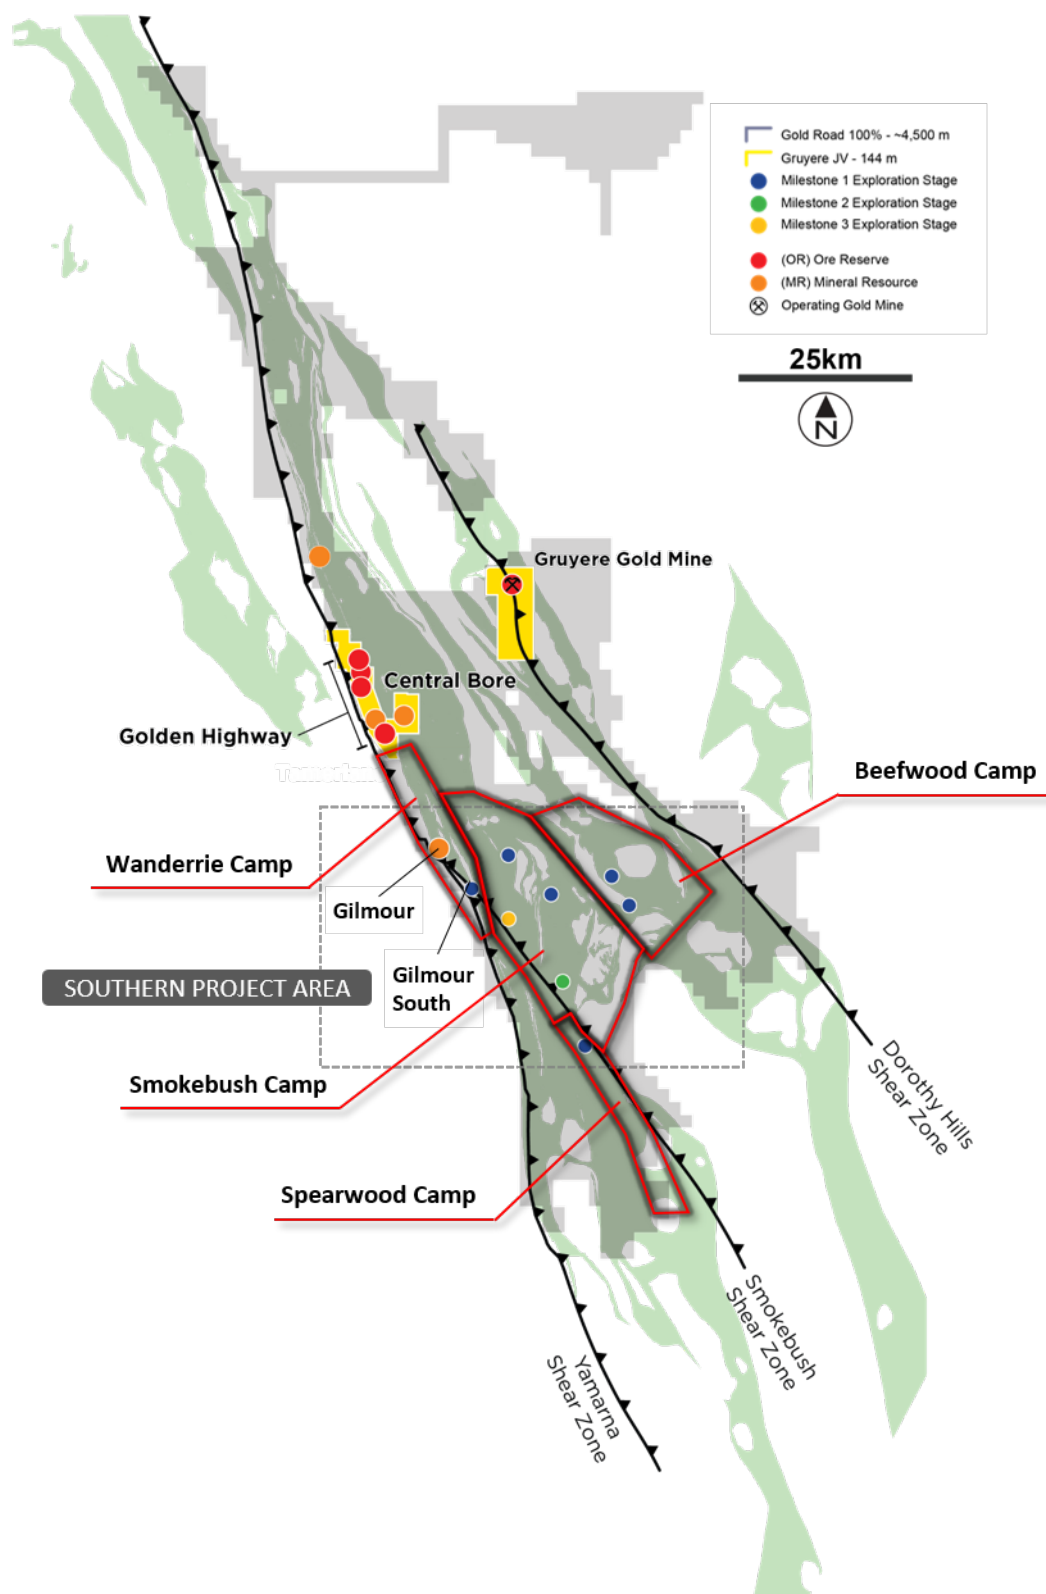 Gold Road 100% - ~4,500 m
Gruyere JV - 144 m
Milestone 1 Exploration Stage
Milestone 2 Exploration Stage
Milestone 3 Exploration Stage
(OR) Ore Reserve
(MR) Mineral Resource
Operating Gold Mine
25km
N
Gruyere Gold Mine
Central Bore
Golden Highway
Beefwood Camp
Wanderrie Camp
Gilmour
Gilmour
South
SOUTHERN PROJECT AREA
Smokebush Camp
Dorothy Hills
Shear Zone
Spearwood Camp
Smokebush
Shear Zone
Yamarna
Shear Zone